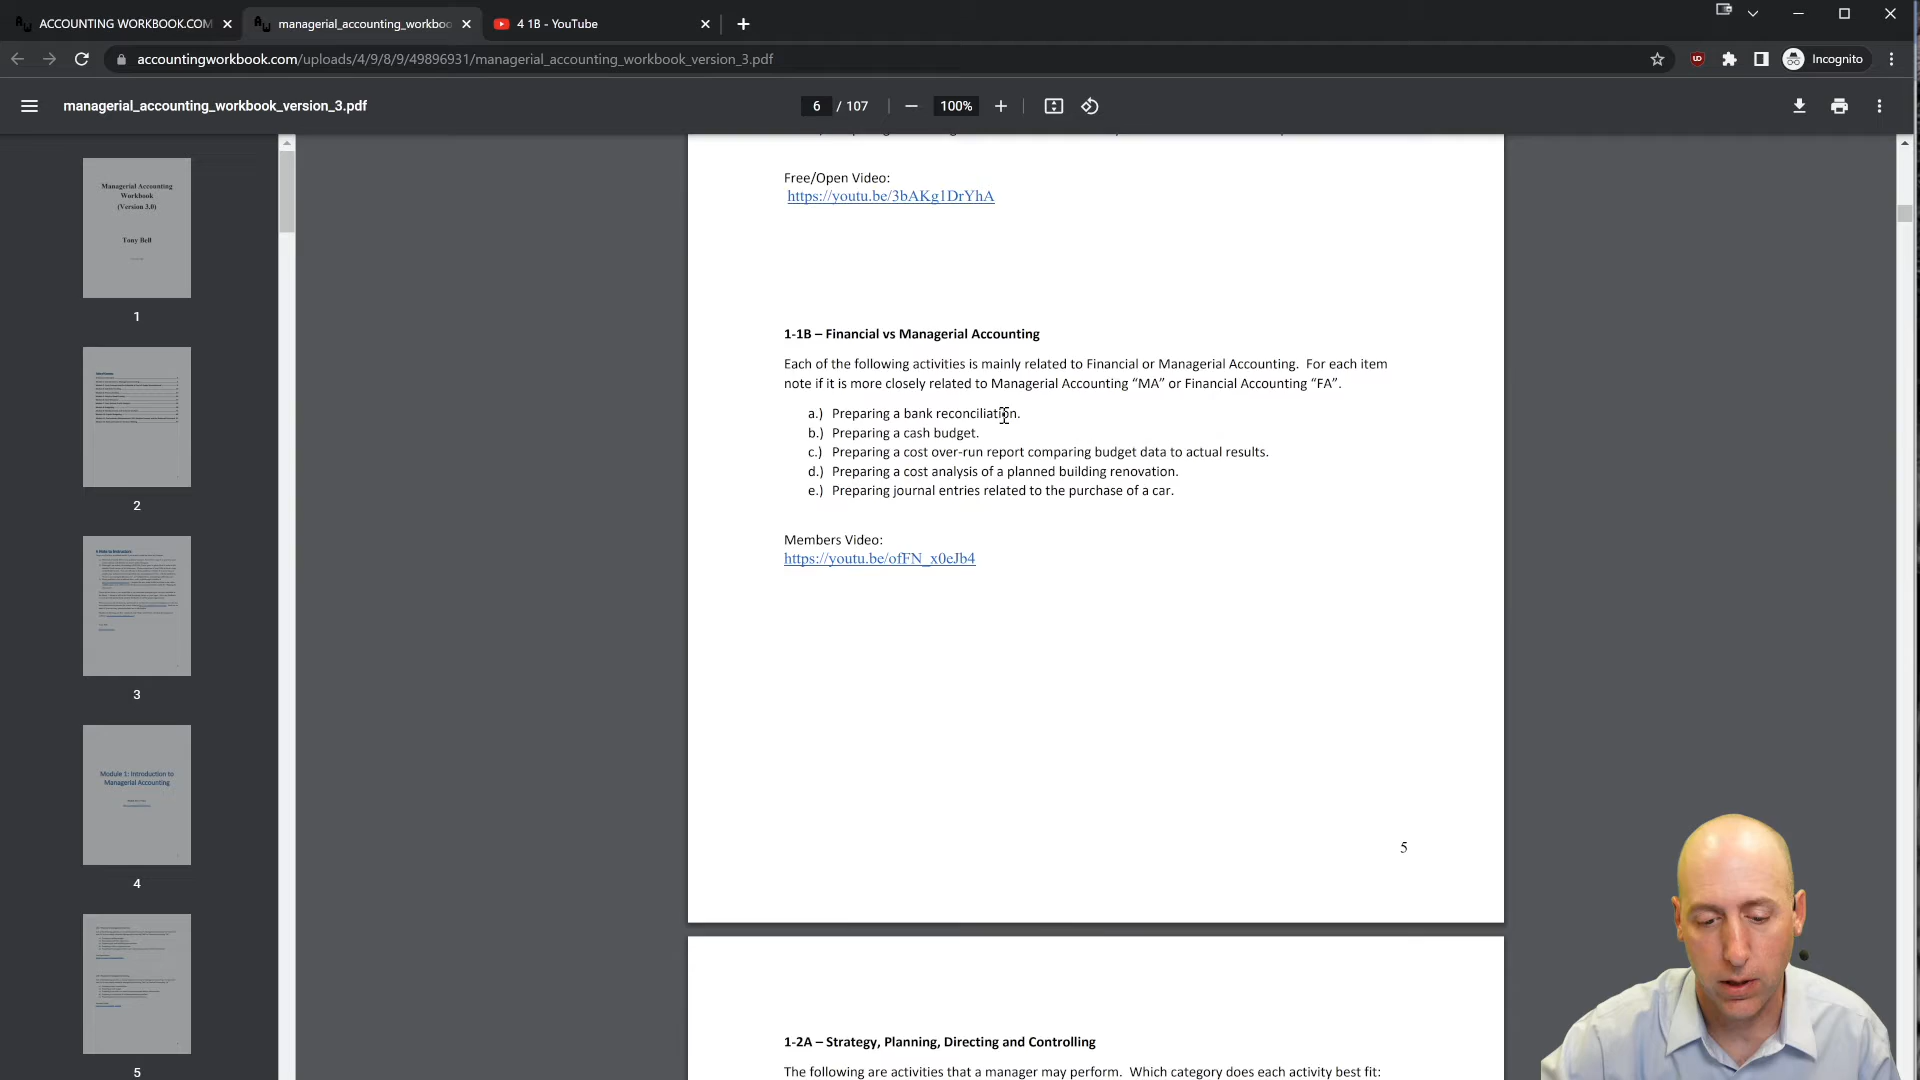 ACCOUNTING WORKBOOK.COM
managerial_accounting_workboo
4 1B - YouTube
accountingworkbook.com/uploads/4/9/8/9/49896931/managerial_accounting_workbook_version_3.pdf
Incognito
managerial_accounting_workbook_version_3.pdf
6 / 107
100%
Managerial Accounting
Workbook
(Version 3.0)
Tony Bell
1
2
3
Module 1: Introduction to
Managerial Accounting
4
5
Free/Open Video:
https://youtu.be/3bAKg1DrYhA
1-1B – Financial vs Managerial Accounting
Each of the following activities is mainly related to Financial or Managerial Accounting. For each item
note if it is more closely related to Managerial Accounting “MA” or Financial Accounting “FA”.
a.) Preparing a bank reconciliation.
b.) Preparing a cash budget.
c.) Preparing a cost over-run report comparing budget data to actual results.
d.) Preparing a cost analysis of a planned building renovation.
e.) Preparing journal entries related to the purchase of a car.
Members Video:
https://youtu.be/ofFN_x0eJb4
5
1-2A – Strategy, Planning, Directing and Controlling
The following are activities that a manager may perform. Which category does each activity best fit: